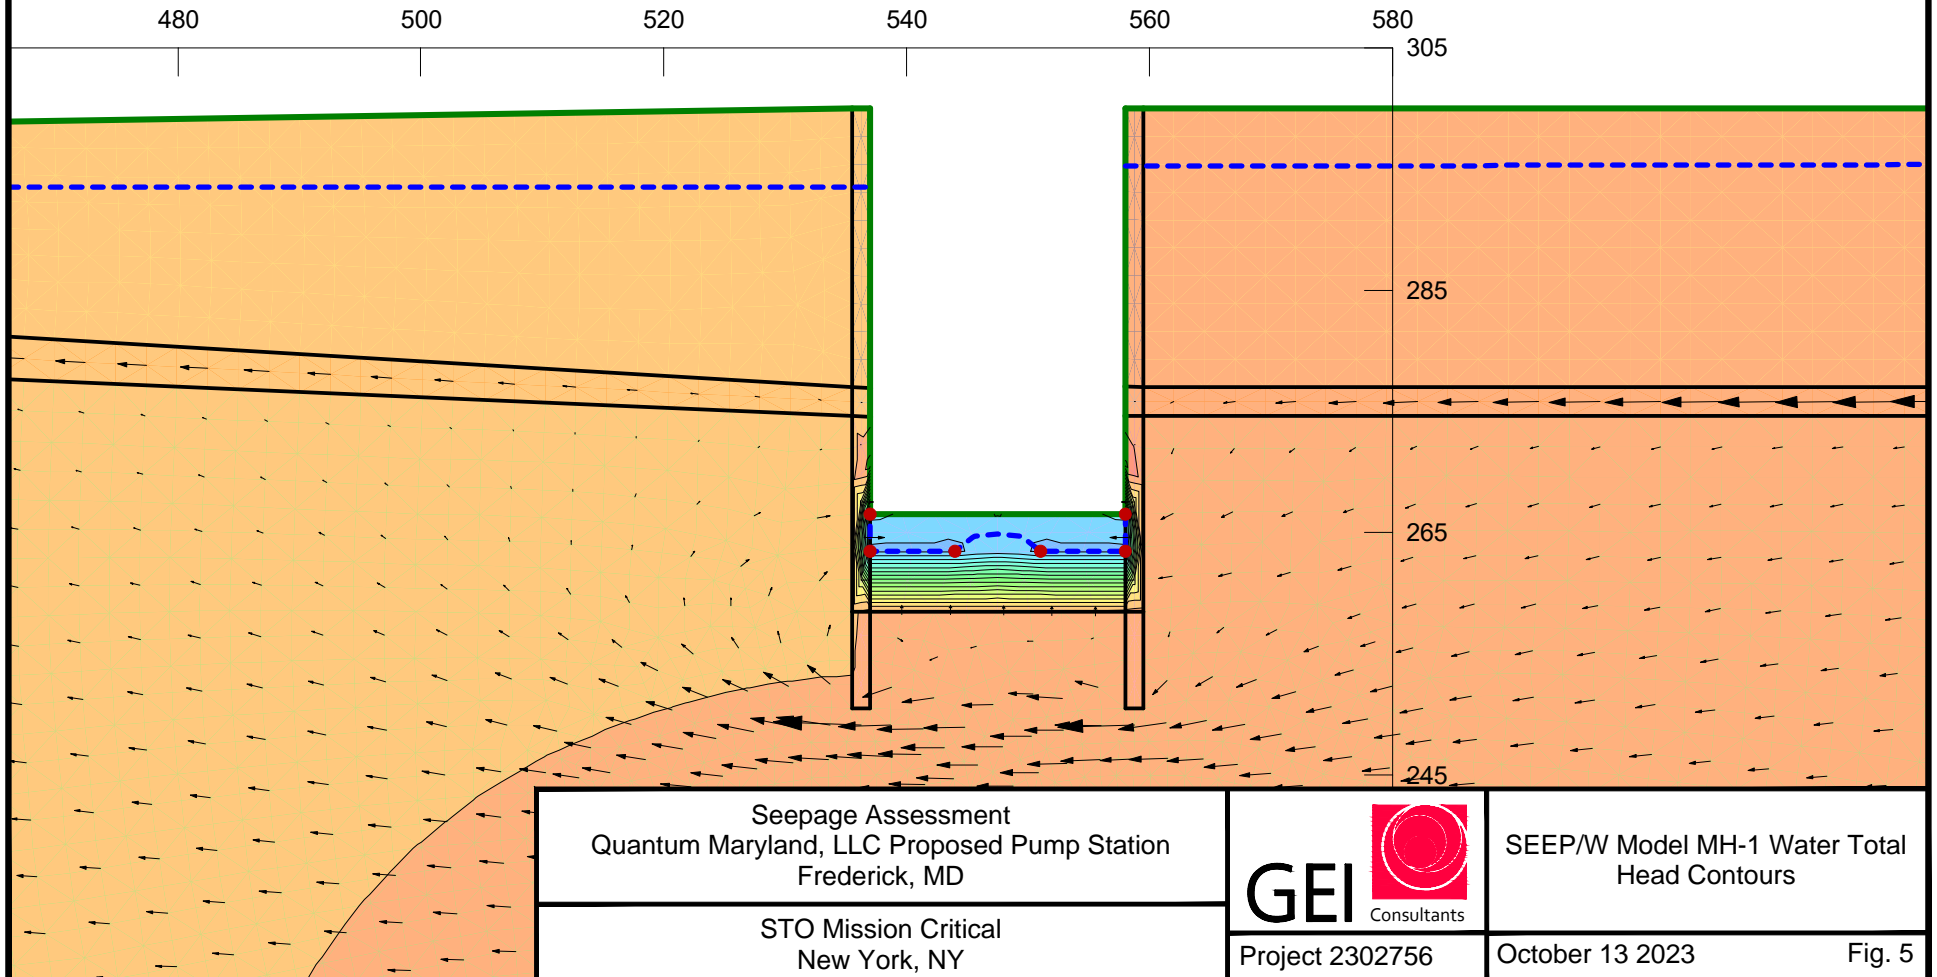 480 500 520 540 560 580
305
285
265
245
Seepage Assessment
Quantum Maryland, LLC Proposed Pump Station
Frederick, MD
STO Mission Critical
New York, NY
GEI
Consultants
Project 2302756
SEEP/W Model MH-1 Water Total
Head Contours
October 13 2023 Fig. 5